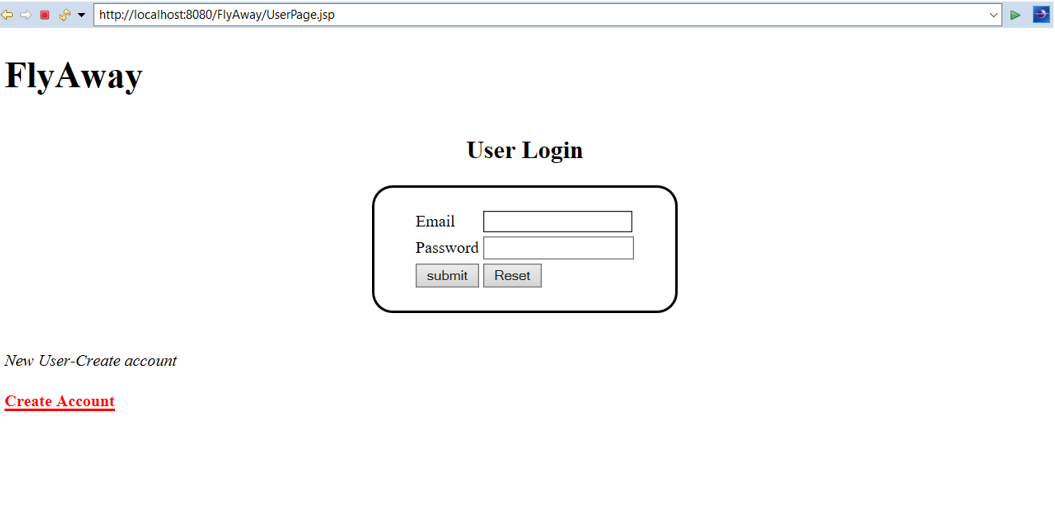 http://localhost:8080/FlyAway/UserPage.jsp
FlyAway
User Login
Email
Password
submit Reset
New User-Create account
Create Account